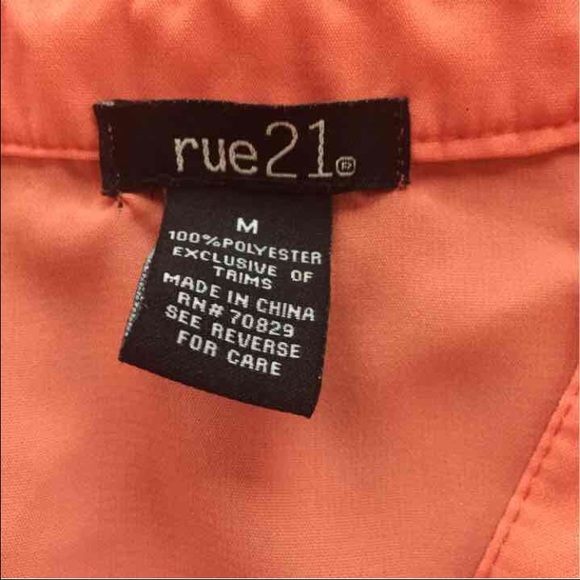 rue21®
M
100%POLYESTER
EXCLUSIVE OF
TRIMS
MADE IN CHINA
RN# 70829
SEE REVERSE
FOR CARE